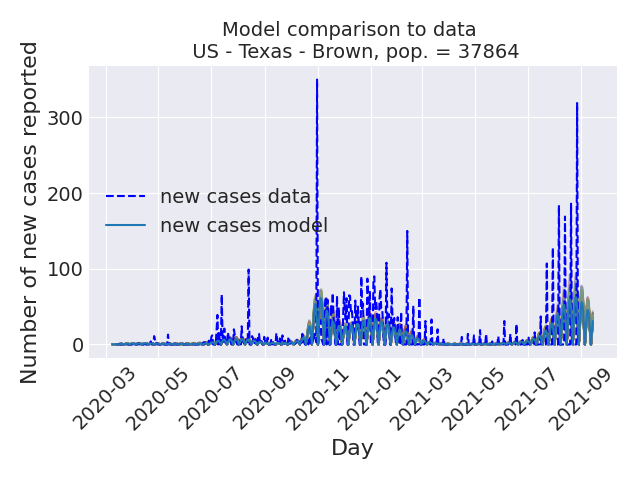 Model comparison to data
US - Texas - Brown, pop. = 37864
Number of new cases reported
300
200
100
0
new cases data
new cases model
2020-03
2020-05
2020-07
2020-09
2020-11
2021-01
2021-03
2021-05
2021-07
2021-09
Day